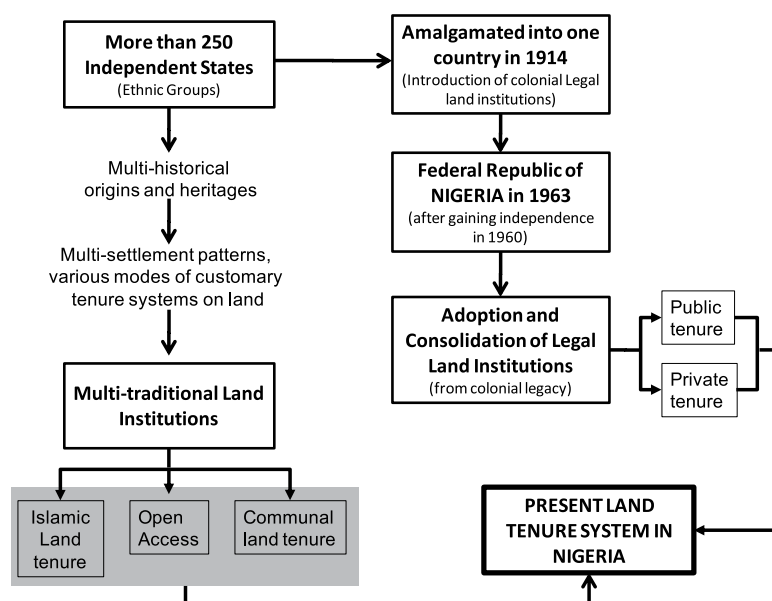 More than 250
Independent States
(Ethnic Groups)
Amalgamated into one
country in 1914
(Introduction of colonial Legal
land institutions)
Multi-historical
origins and heritages
Federal Republic of
NIGERIA in 1963
(after gaining independence
in 1960)
Multi-settlement patterns,
various modes of customary
tenure systems on land
Adoption and
Consolidation of Legal
Land Institutions
(from colonial legacy)
Public
tenure
Private
tenure
Multi-traditional Land
Institutions
Islamic
Land
tenure
Open
Access
Communal
land tenure
PRESENT LAND
TENURE SYSTEM IN
NIGERIA